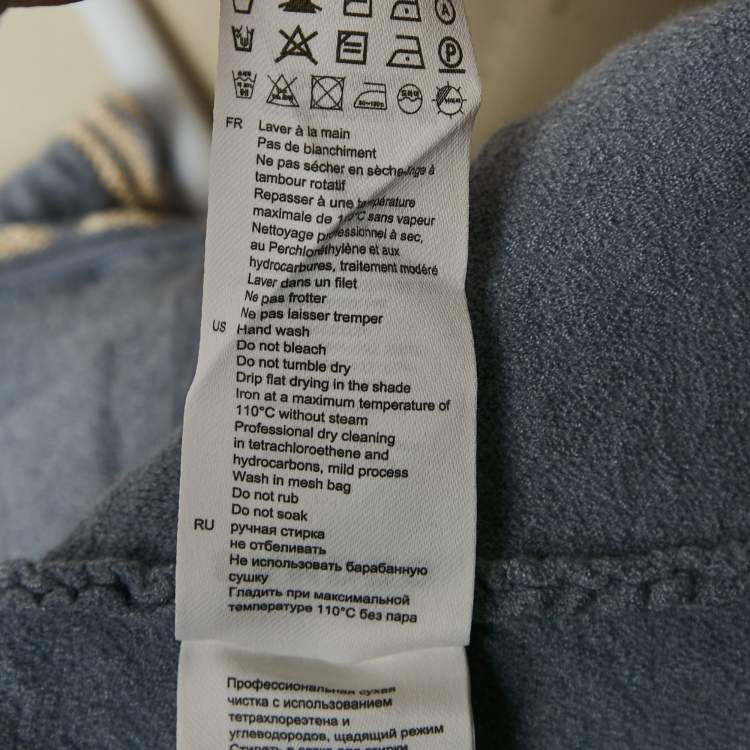 FR Laver à la main
Pas de blanchiment
Ne pas sécher en sèche-linge à
tambour rotatif
Repasser à une température
maximale de °C sans vapeur
Nettoyage professionnel à sec,
au Perchloréthylène et aux
hydrocarbures, traitement modéré
Laver dans un filet
Ne pas frotter
Ne pas laisser tremper
US Hand wash
Do not bleach
Do not tumble dry
Drip flat drying in the shade
Iron at a maximum temperature of
110°C without steam
Professional dry cleaning
in tetrachloroethene and
hydrocarbons, mild process
Wash in mesh bag
Do not rub
Do not soak
RU ручная стирка
не отбеливать
Не использовать барабанную
сушку
Гладить при максимальной
температуре 110°C без пара
Профессиональная сухая
чистка с использованием
тетрахлорэтена и
углеводородов, щадящий режим
Стирать в сетке для стирки